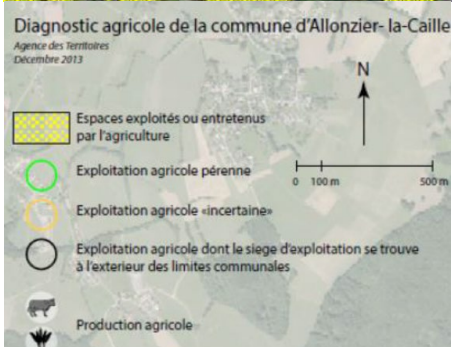 Diagnostic agricole de la commune d'Allonzier- la-Caille
Agence des Territoires
Décembre 2013
N
Espaces exploités ou entretenus
par l'agriculture
0 100 m 500 m
Exploitation agricole pérenne
Exploitation agricole «incertaine»
Exploitation agricole dont le siege d'exploitation se trouve
à l'exterieur des limites communales
Production agricole